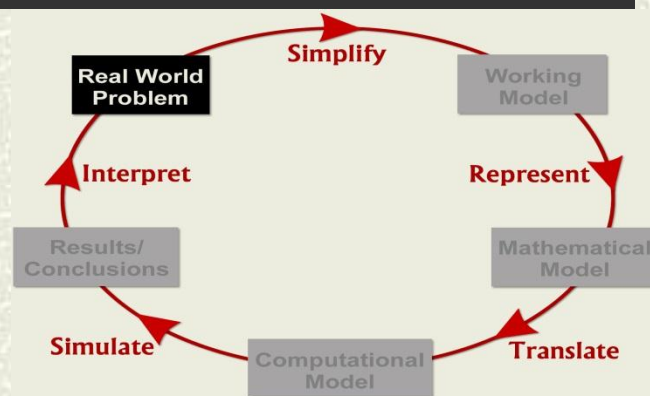 Simplify
Real World
Problem
Working
Model
Interpret
Represent
Results/
Conclusions
Mathematical
Model
Simulate
Translate
Computational
Model